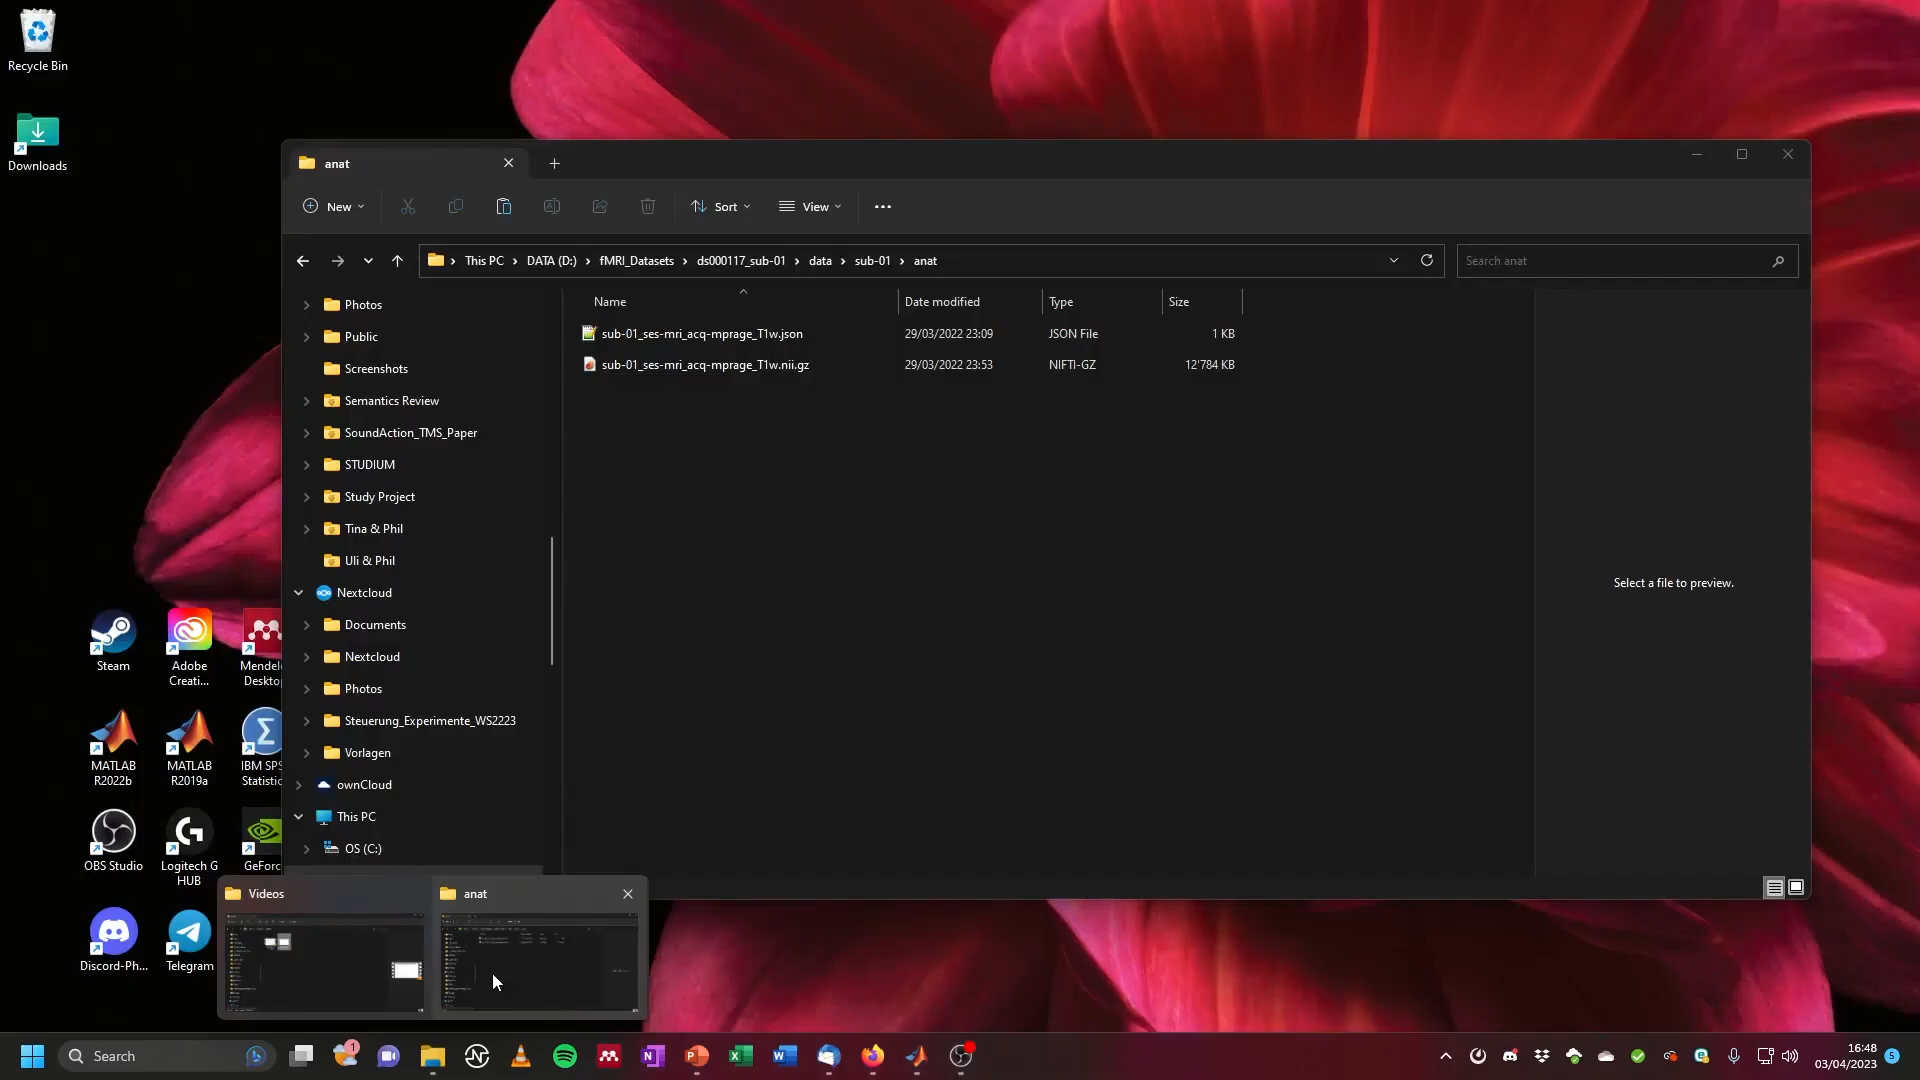 Recycle Bin
Downloads
anat
New
Sort
View
This PC
DATA (D:)
fMRI_Datasets
ds000117_sub-01
data
sub-01
anat
Search anat
Photos
Public
Screenshots
Semantics Review
SoundAction_TMS_Paper
STUDIUM
Study Project
Tina & Phil
Uli & Phil
Nextcloud
Documents
Nextcloud
Photos
Steuerung_Experimente_WS2223
Vorlagen
ownCloud
This PC
OS (C:)
Name
Date modified
Type
Size
sub-01_ses-mri_acq-mprage_T1w.json
29/03/2022 23:09
JSON File
1 KB
sub-01_ses-mri_acq-mprage_T1w.nii.gz
29/03/2022 23:53
NIFTI-GZ
12'784 KB
Select a file to preview.
Steam
Adobe
Creati...
Mendel
Deskto
MATLAB
R2022b
MATLAB
R2019a
IBM SPS
Statistic
OBS Studio
Logitech G
HUB
GeForc
Discord-Ph...
Telegram
Videos
anat
Search
1
16:48
03/04/2023
5